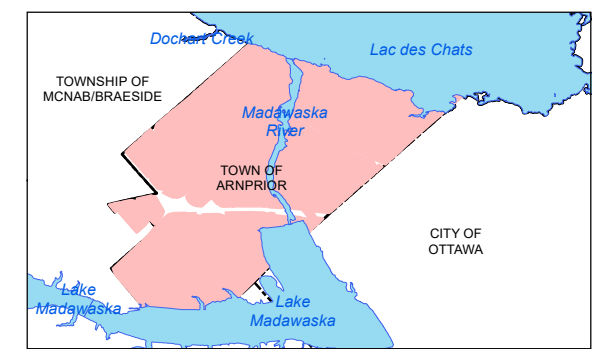 Dochart Creek
Lac des Chats
TOWNSHIP OF
MCNAB/BRAESIDE
Madawaska
River
TOWN OF
ARNPRIOR
CITY OF
OTTAWA
Lake
Madawaska
Lake
Madawaska